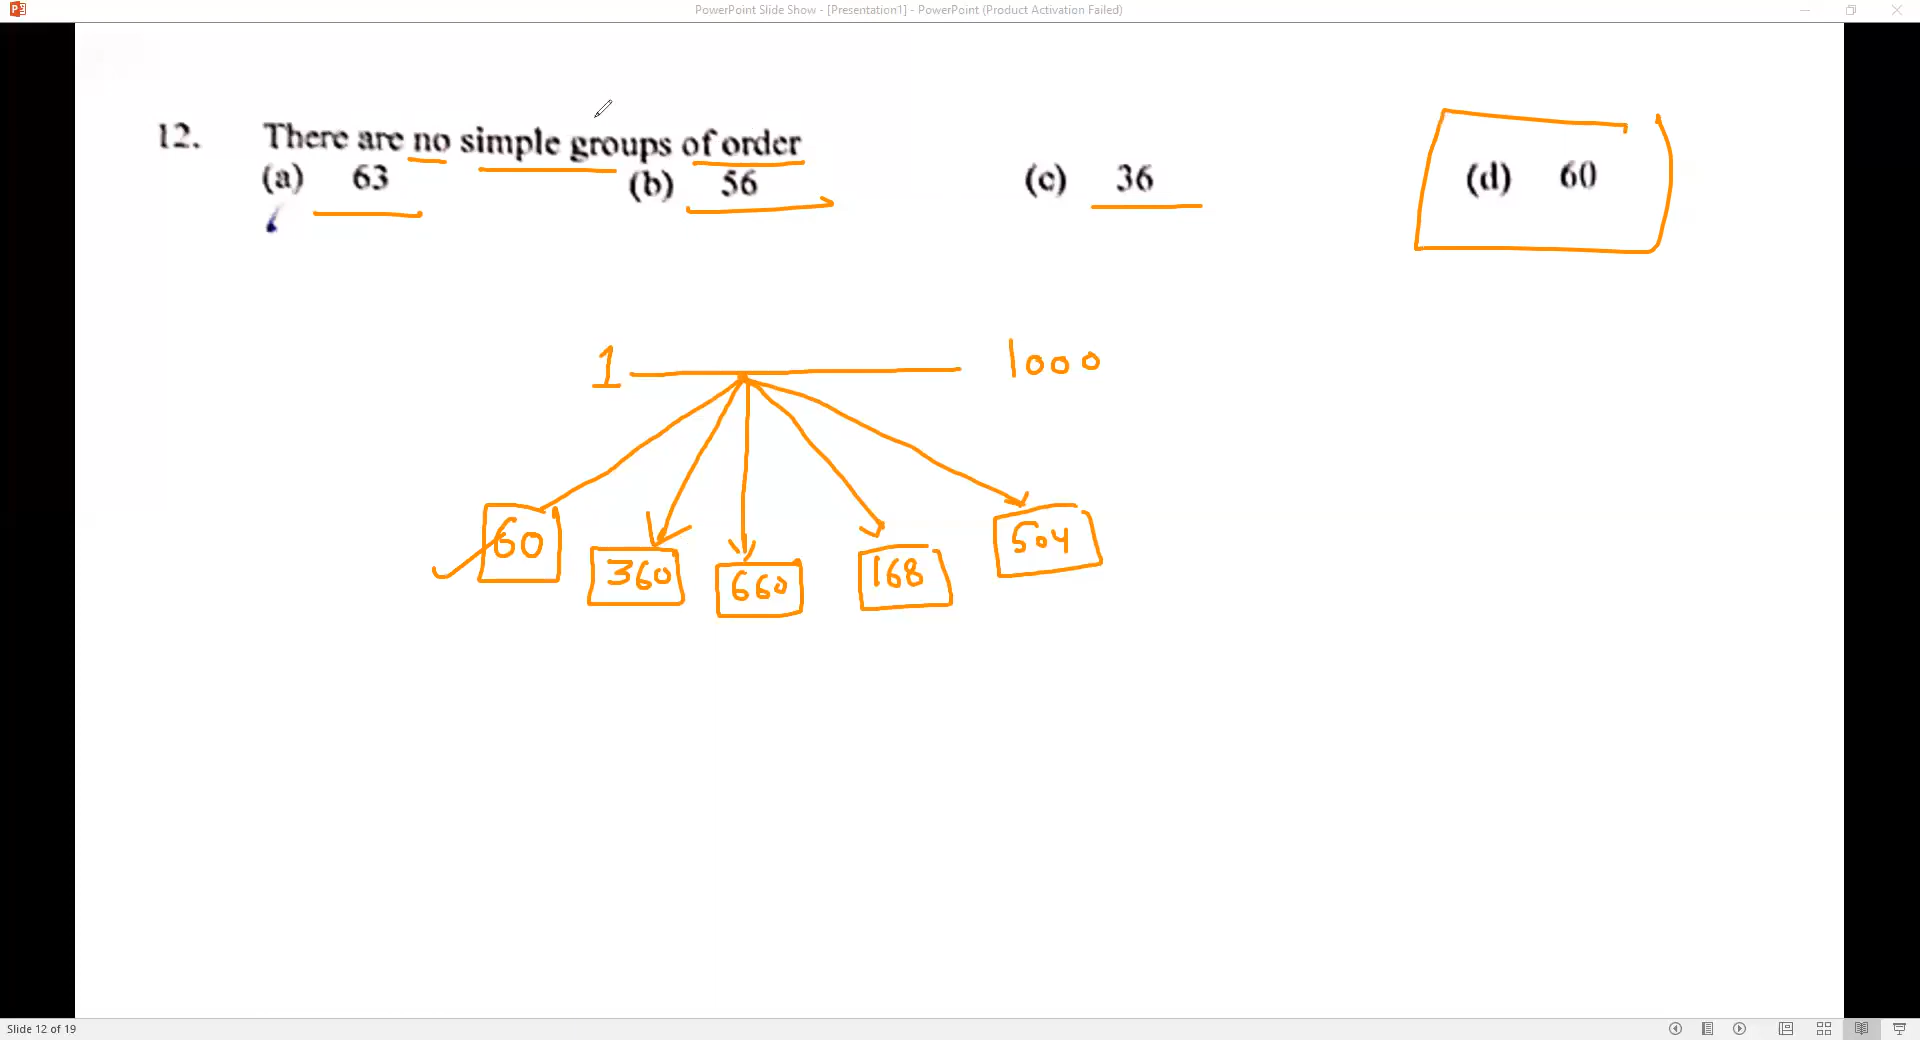 PowerPoint Slide Show - [Presentation1] - PowerPoint (Product Activation Failed)
12. There are no simple groups of order
(a) 63 (b) 56 (c) 36 (d) 60
1 1000
60 360 660 168 504
Slide 12 of 19